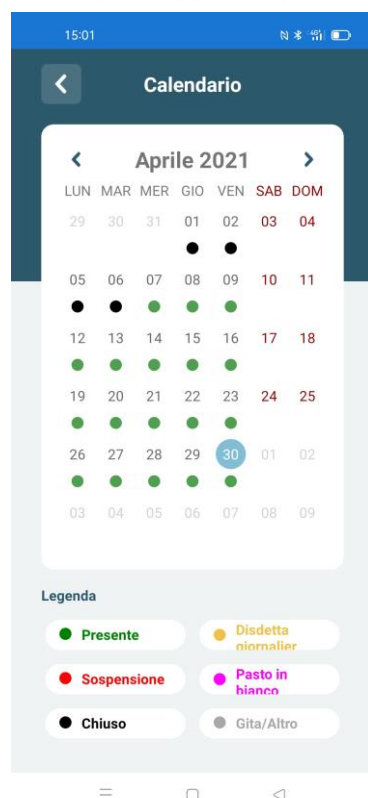 15:01
Calendario
Aprile 2021
LUN MAR MER GIO VEN SAB DOM
29 30 31 01 02 03 04
05 06 07 08 09 10 11
12 13 14 15 16 17 18
19 20 21 22 23 24 25
26 27 28 29 30 01 02
03 04 05 06 07 08 09
Legenda
Presente
Disdetta
giornalier
Sospensione
Pasto in
bianco
Chiuso
Gita/Altro